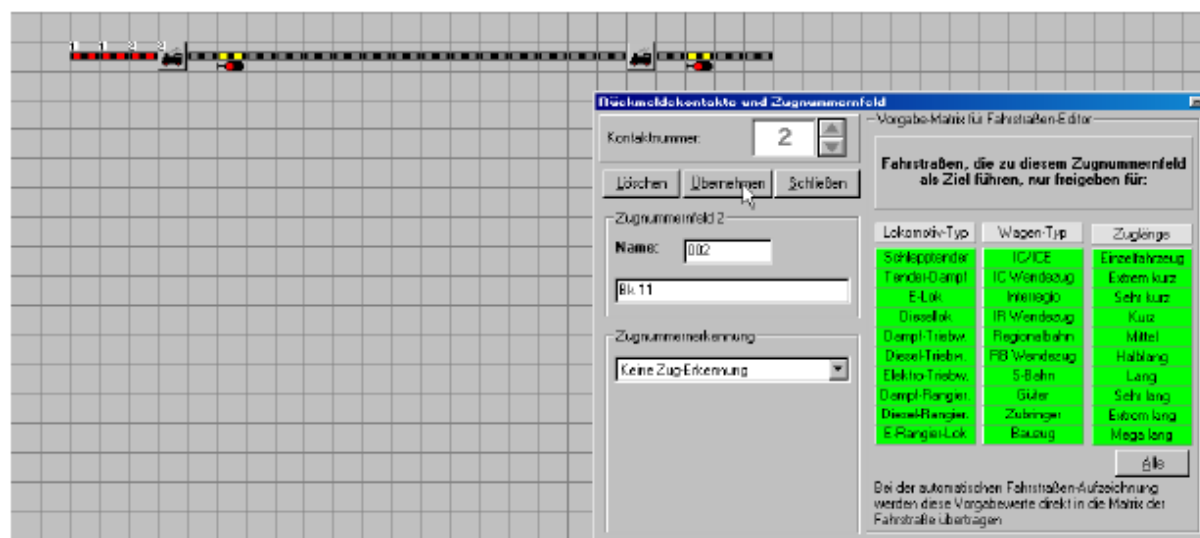 1 1 2 2
Rückmeldekontakte und Zugnummernfeld
Kontaktnummer: 2
Löschen Übernehmen Schließen
Zugnummernfeld 2
Name: 002
Bk 11
Zugnummernerkennung
Keine Zug-Erkennung
Vorgabe-Matrix für Fahrstraßen-Editor
Fahrstraßen, die zu diesem Zugnummernfeld
als Ziel führen, nur freigeben für:
Lokomotiv-Typ Wagen-Typ Zuglänge
Schlepptender IC/ICE Einzelfahrzeug
Tender-Dampf IC Wendezug Extrem kurz
E-Lok Interregio Sehr kurz
Diesellok IR Wendezug Kurz
Dampf-Triebw. Regionalbahn Mittel
Diesel-Triebw. RB Wendezug Halblang
Elektro-Triebw. S-Bahn Lang
Dampf-Rangier. Güter Sehr lang
Diesel-Rangier. Zubringer Extrem lang
E-Rangier-Lok Bauzug Mega lang
Alle
Bei der automatischen Fahrstraßen-Aufzeichnung
werden diese Vorgabewerte direkt in die Matrix der
Fahrstraße übertragen